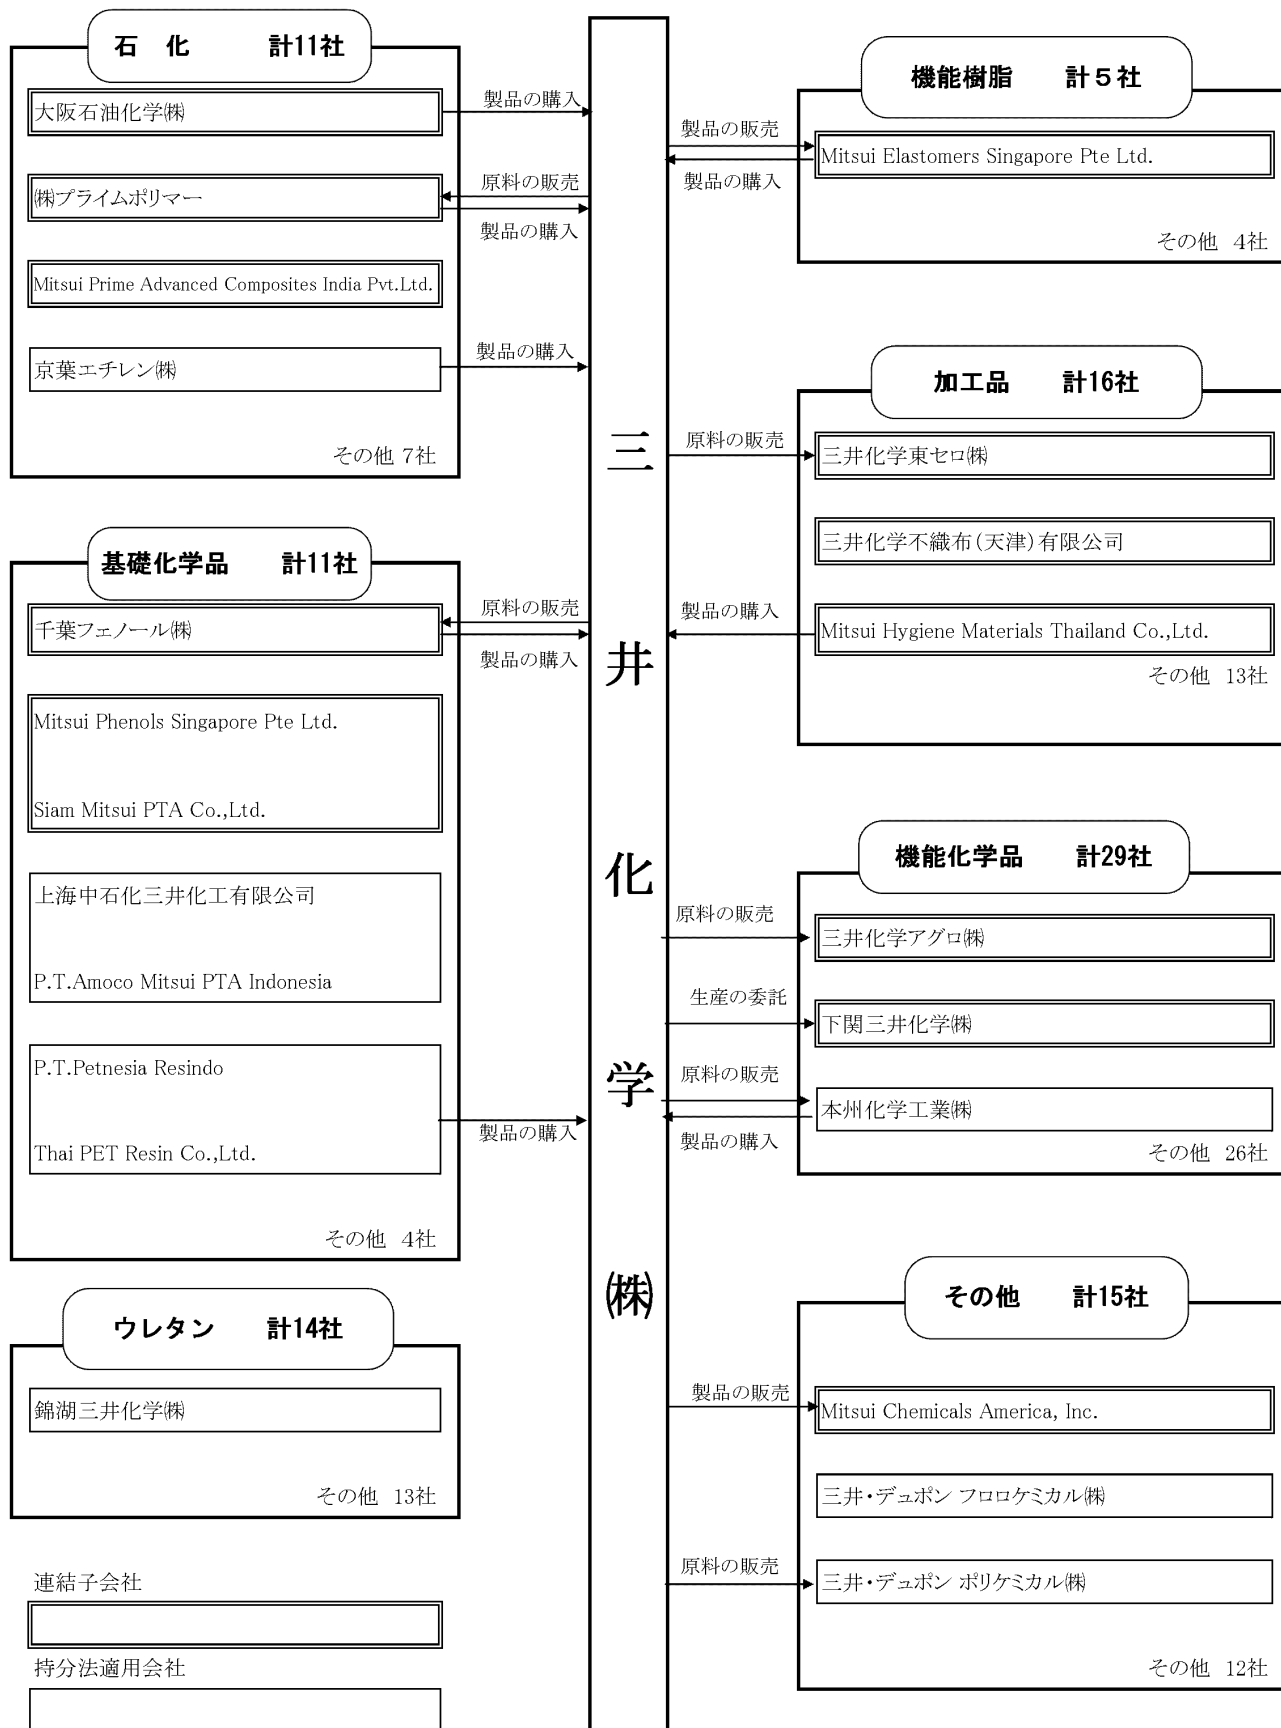 石　化　　　計11社
大阪石油化学㈱
製品の購入
㈱プライムポリマー
原料の販売
製品の購入
Mitsui Prime Advanced Composites India Pvt.Ltd.
京葉エチレン㈱
製品の購入
その他 7社
基礎化学品　　計11社
千葉フェノール㈱
原料の販売
製品の購入
Mitsui Phenols Singapore Pte Ltd.
Siam Mitsui PTA Co.,Ltd.
上海中石化三井化工有限公司
P.T.Amoco Mitsui PTA Indonesia
P.T.Petnesia Resindo
Thai PET Resin Co.,Ltd.
製品の購入
その他 4社
ウレタン　　計14社
錦湖三井化学㈱
その他 13社
連結子会社
持分法適用会社
三
井
化
学
㈱
機能樹脂　　計５社
製品の販売
Mitsui Elastomers Singapore Pte Ltd.
製品の購入
その他 4社
加工品　　計16社
原料の販売
三井化学東セロ㈱
三井化学不織布(天津)有限公司
製品の購入
Mitsui Hygiene Materials Thailand Co.,Ltd.
その他 13社
機能化学品　　計29社
原料の販売
三井化学アグロ㈱
生産の委託
下関三井化学㈱
原料の販売
本州化学工業㈱
製品の購入
その他 26社
その他　　計15社
製品の販売
Mitsui Chemicals America, Inc.
三井・デュポン フロロケミカル㈱
原料の販売
三井・デュポン ポリケミカル㈱
その他 12社